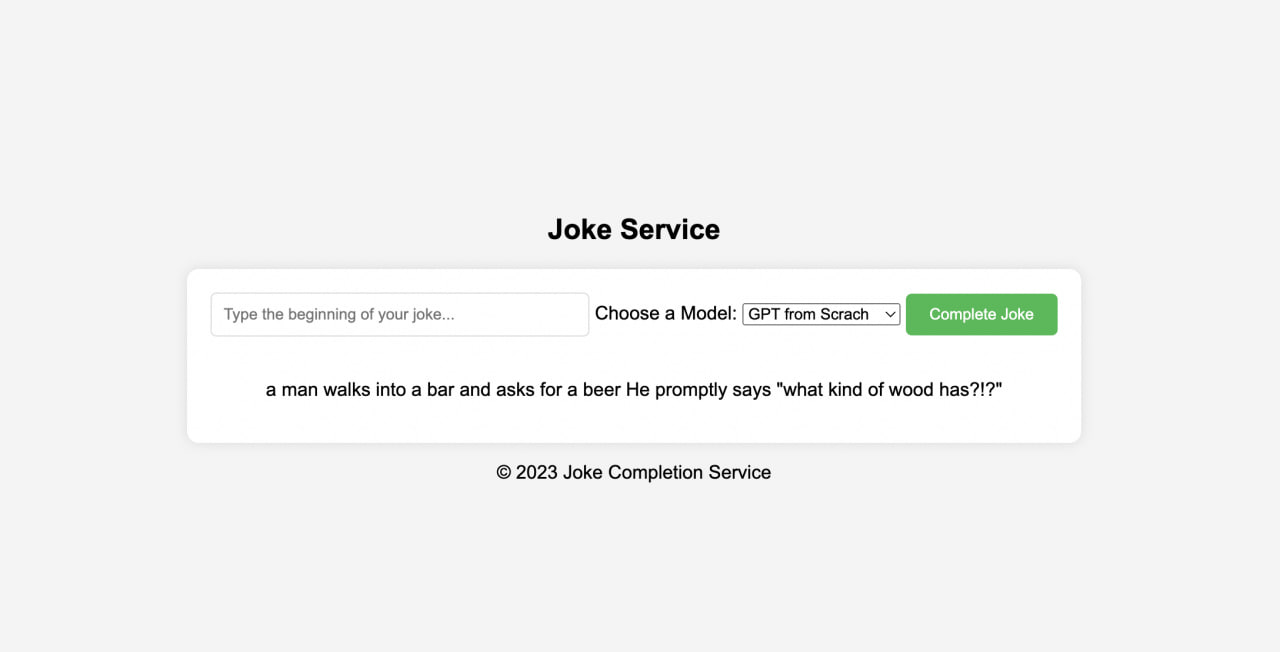 Joke Service
Type the beginning of your joke... Choose a Model: GPT from Scrach Complete Joke
a man walks into a bar and asks for a beer He promptly says "what kind of wood has?!?"
© 2023 Joke Completion Service